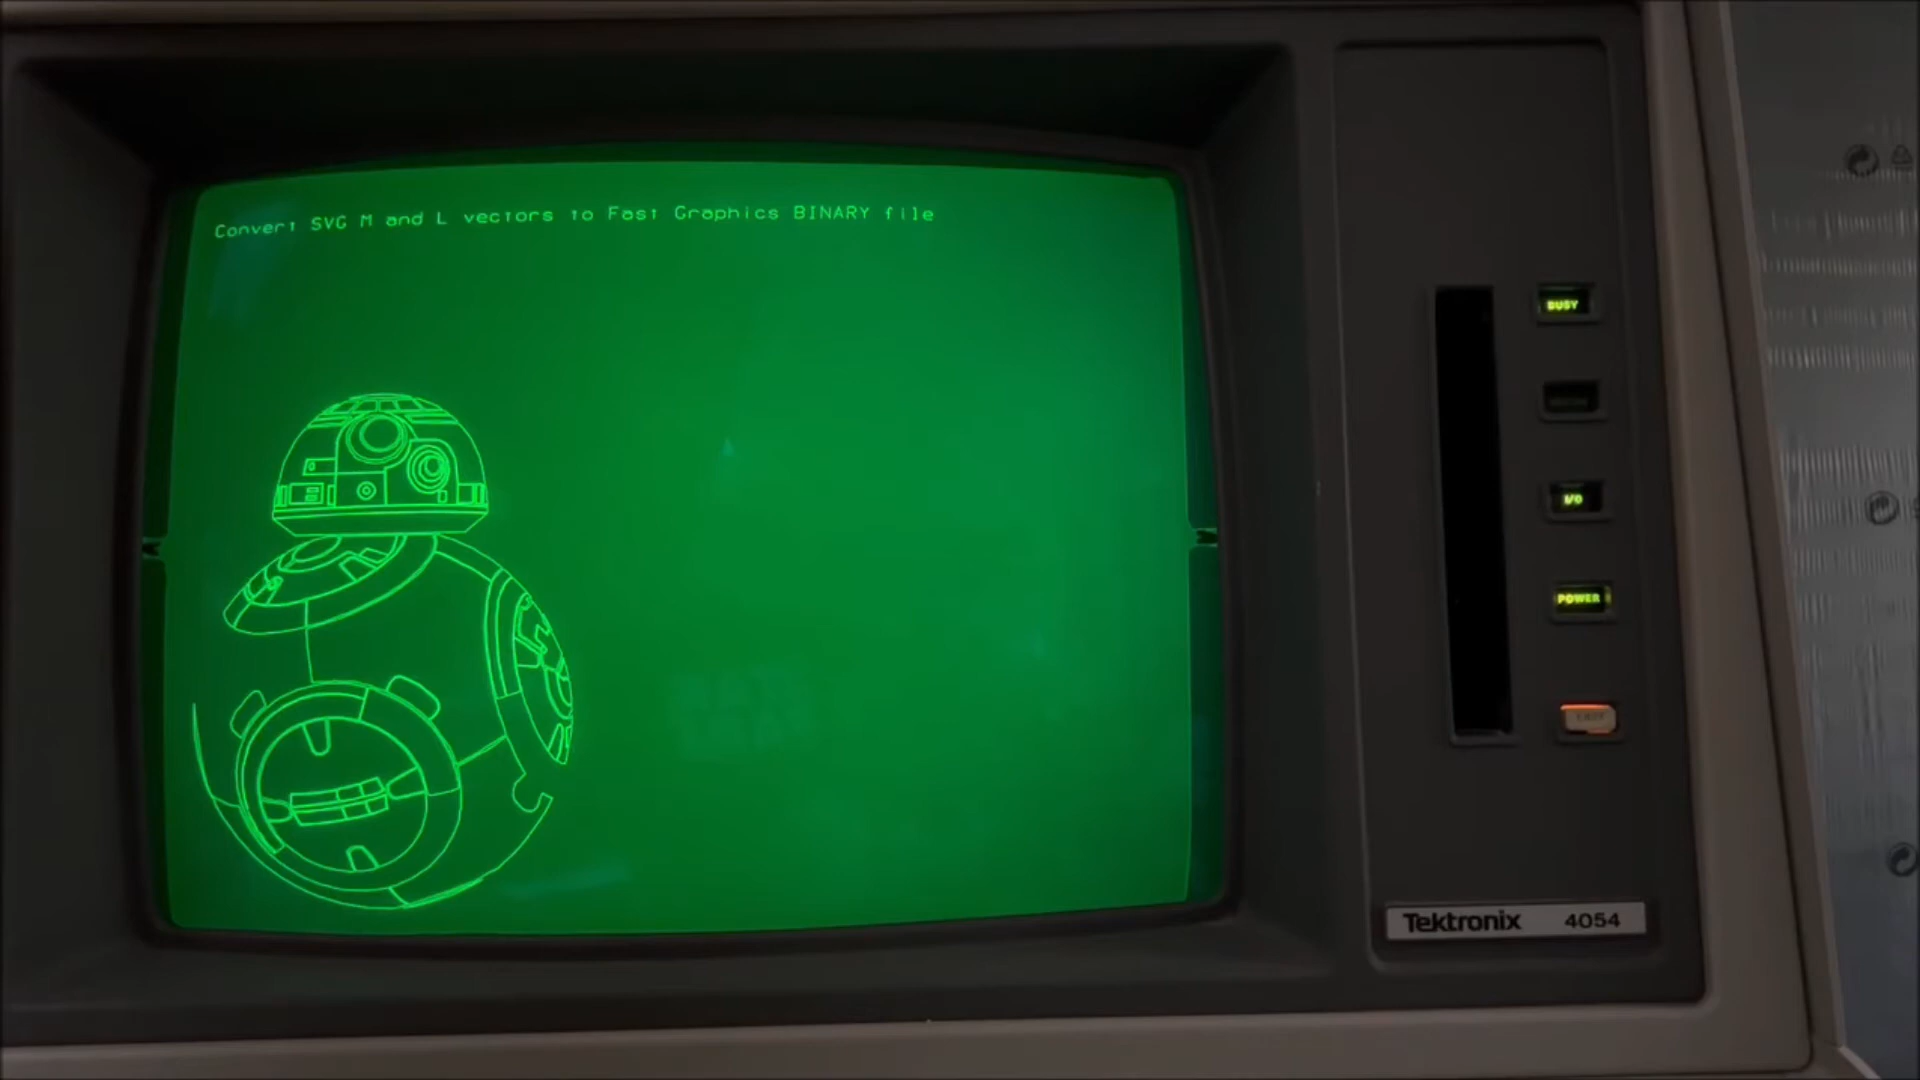 Convert SVG M and L vectors to Fast Graphics BINARY file
BUSY
I/O
POWER
Tektronix 4054